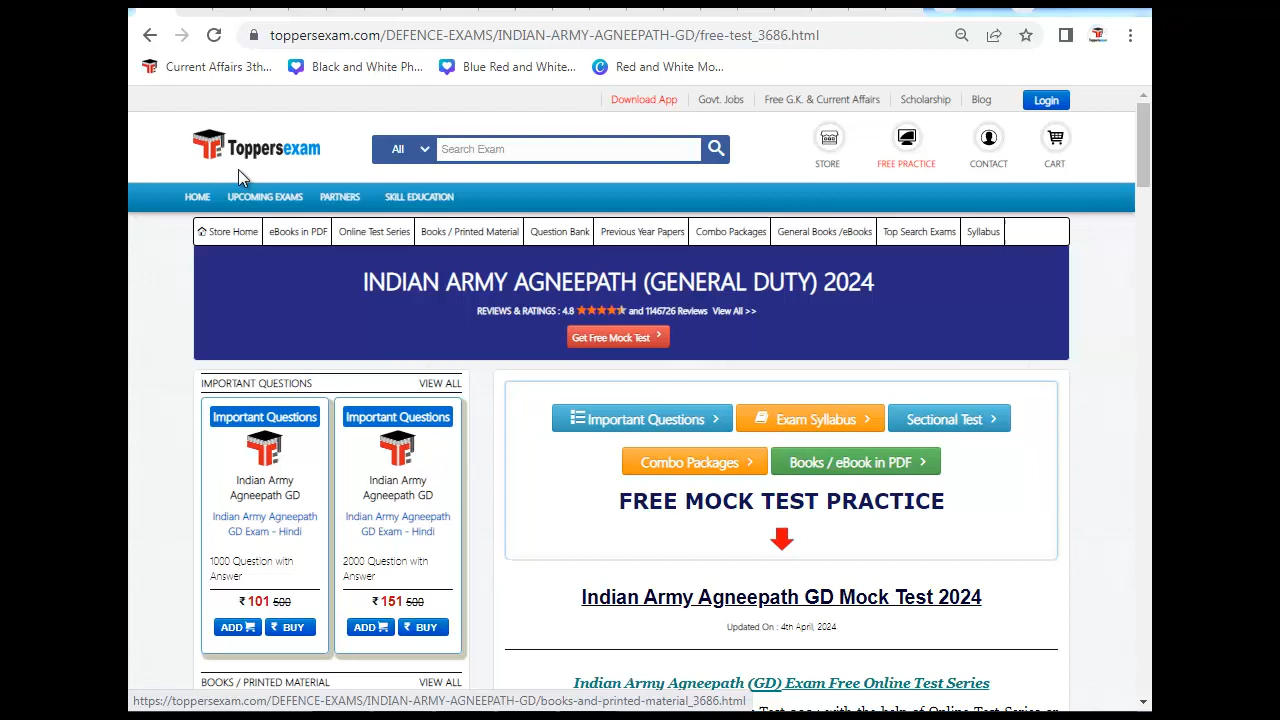 toppersexam.com/DEFENCE-EXAMS/INDIAN-ARMY-AGNEEPATH-GD/free-test_3686.html
Current Affairs 3th... Black and White Ph... Blue Red and White... Red and White Mo...
Download App Govt. Jobs Free G.K. & Current Affairs Scholarship Blog Login
Toppersexam
All Search Exam
STORE FREE PRACTICE CONTACT CART
HOME UPCOMING EXAMS PARTNERS SKILL EDUCATION
Store Home eBooks in PDF Online Test Series Books / Printed Material Question Bank Previous Year Papers Combo Packages General Books /eBooks Top Search Exams Syllabus
INDIAN ARMY AGNEEPATH (GENERAL DUTY) 2024
REVIEWS & RATINGS : 4.8 and 1146726 Reviews View All >>
Get Free Mock Test
IMPORTANT QUESTIONS VIEW ALL
Important Questions
Indian Army
Agneepath GD
Indian Army Agneepath
GD Exam - Hindi
1000 Question with
Answer
₹ 101 500
ADD ₹ BUY
Important Questions
Indian Army
Agneepath GD
Indian Army Agneepath
GD Exam - Hindi
2000 Question with
Answer
₹ 151 500
ADD ₹ BUY
BOOKS / PRINTED MATERIAL VIEW ALL
Important Questions Exam Syllabus Sectional Test
Combo Packages Books / eBook in PDF
FREE MOCK TEST PRACTICE
Indian Army Agneepath GD Mock Test 2024
Updated On : 4th April, 2024
Indian Army Agneepath (GD) Exam Free Online Test Series
with the help of Online Test Series or
https://toppersexam.com/DEFENCE-EXAMS/INDIAN-ARMY-AGNEEPATH-GD/books-and-printed-material_3686.html